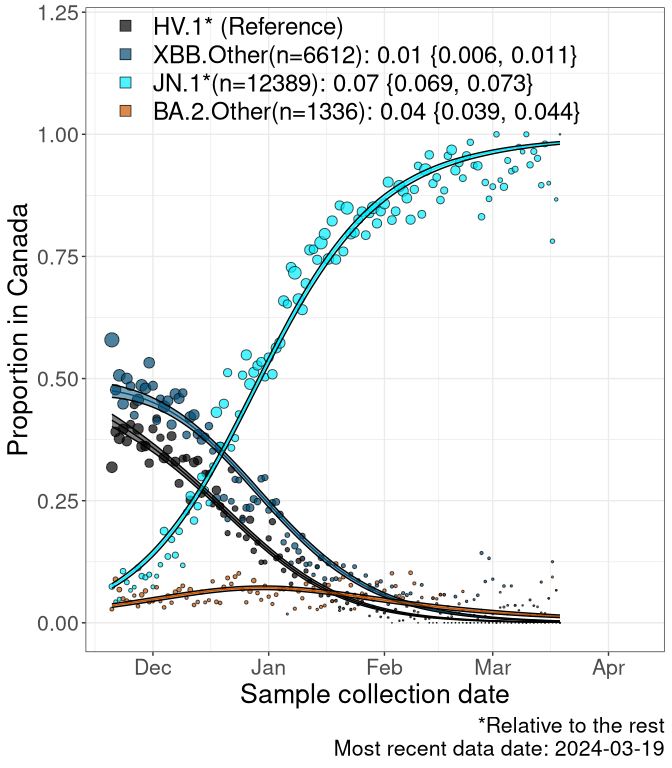 1.25
HV.1* (Reference)
XBB.Other(n=6612): 0.01 {0.006, 0.011}
JN.1*(n=12389): 0.07 {0.069, 0.073}
BA.2.Other(n=1336): 0.04 {0.039, 0.044}
1.00
0.75
0.50
0.25
0.00
Proportion in Canada
Dec Jan Feb Mar Apr
Sample collection date
*Relative to the rest
Most recent data date: 2024-03-19